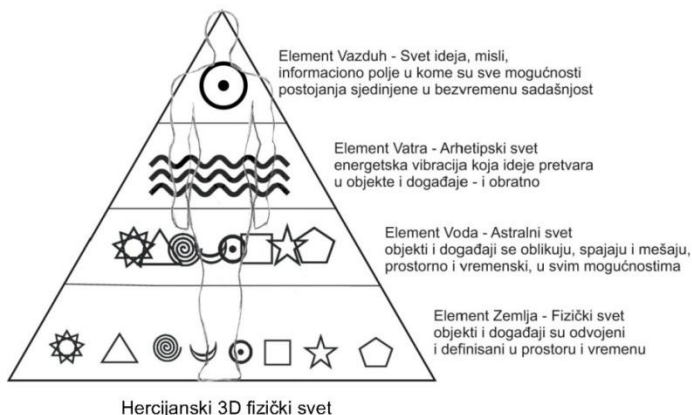 Element Vazduh - Svet ideja, misli,
informaciono polje u kome su sve mogućnosti
postojanja sjedinjene u bezvremenu sadašnjost
Element Vatra - Arhetipski svet
energetska vibracija koja ideje pretvara
u objekte i događaje - i obratno
Element Voda - Astralni svet
objekti i događaji se oblikuju, spajaju i mešaju,
prostorno i vremenski, u svim mogućnostima
Element Zemlja - Fizički svet
objekti i događaji su odvojeni
i definisani u prostoru i vremenu
Hercijanski 3D fizički svet